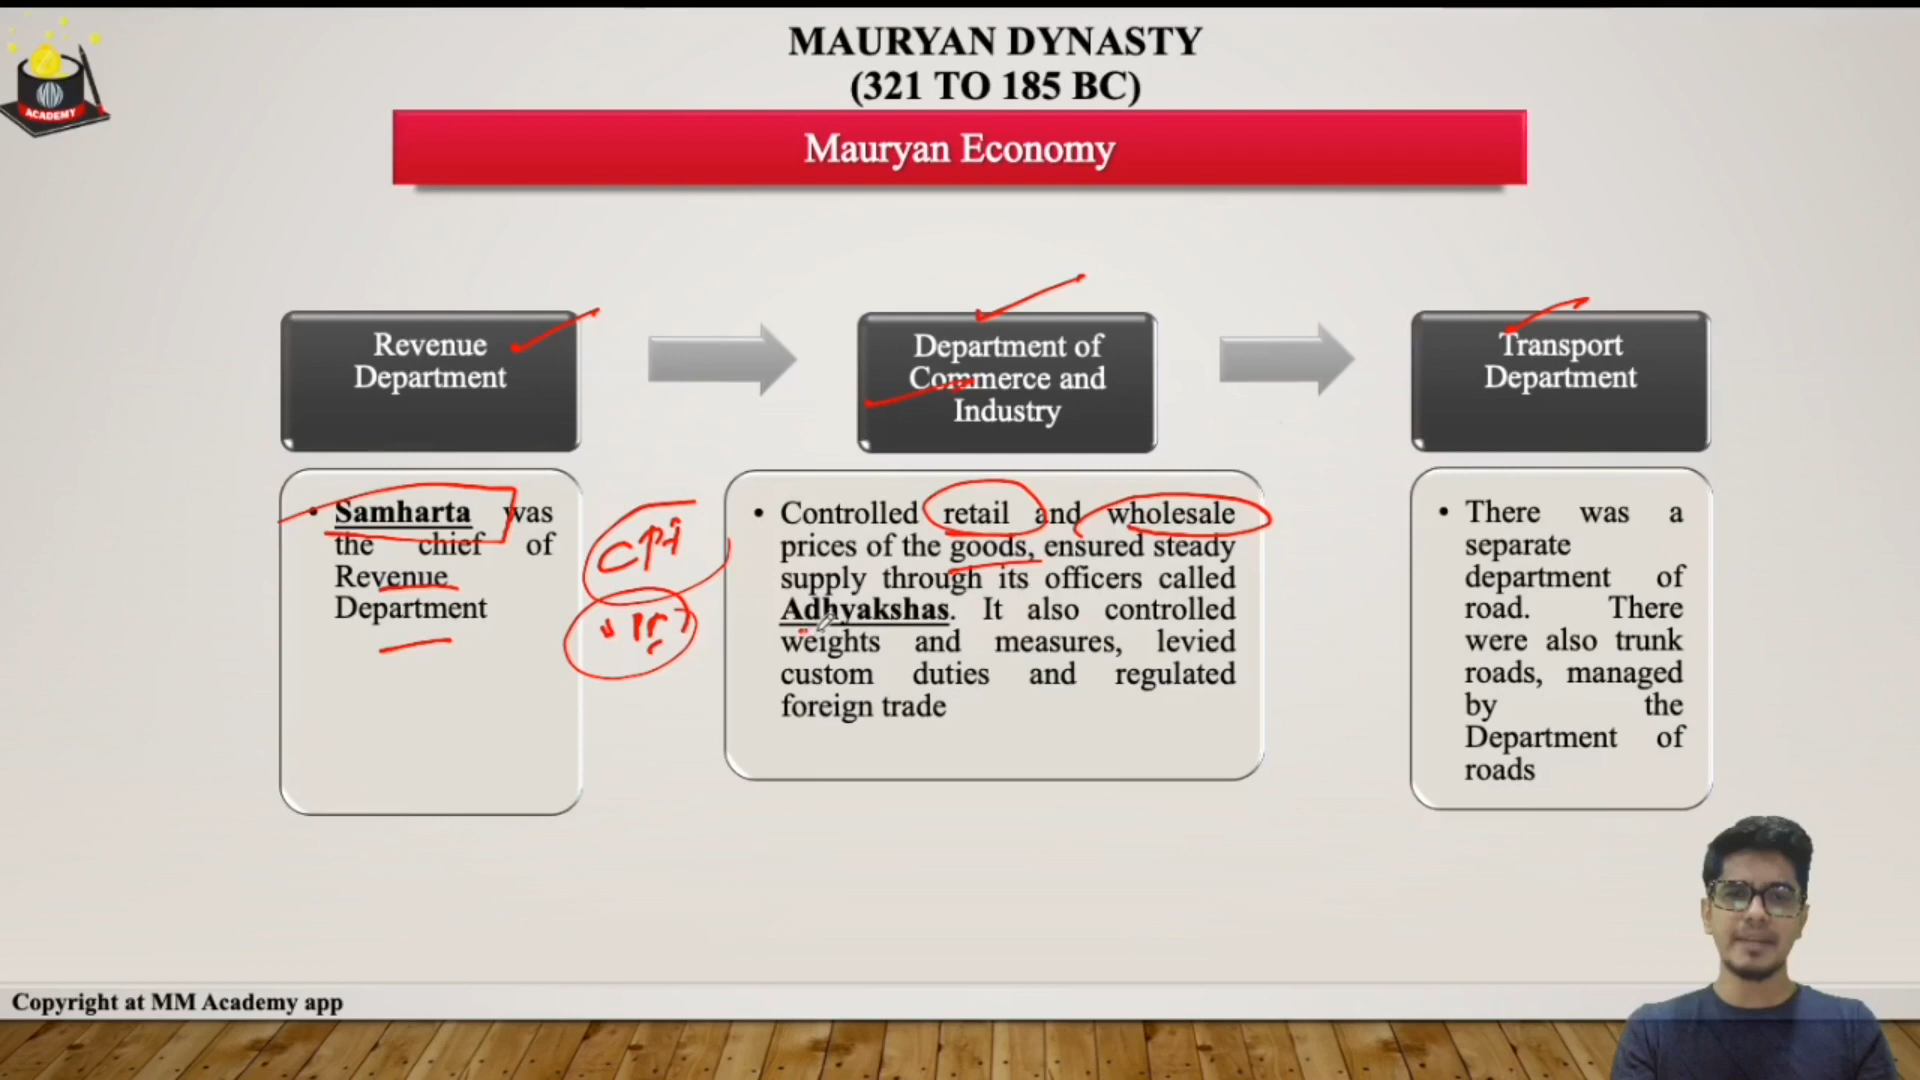 MAURYAN DYNASTY
(321 TO 185 BC)
ACADEMY
Mauryan Economy
Revenue
Department
Department of
Commerce and
Industry
Transport
Department
• Samharta was
the chief of
Revenue
Department
CPI
• Controlled retail and wholesale
prices of the goods, ensured steady
supply through its officers called
Adhyakshas. It also controlled
weights and measures, levied
custom duties and regulated
foreign trade
• There was a
separate
department of
road. There
were also trunk
roads, managed
by the
Department of
roads
Copyright at MM Academy app